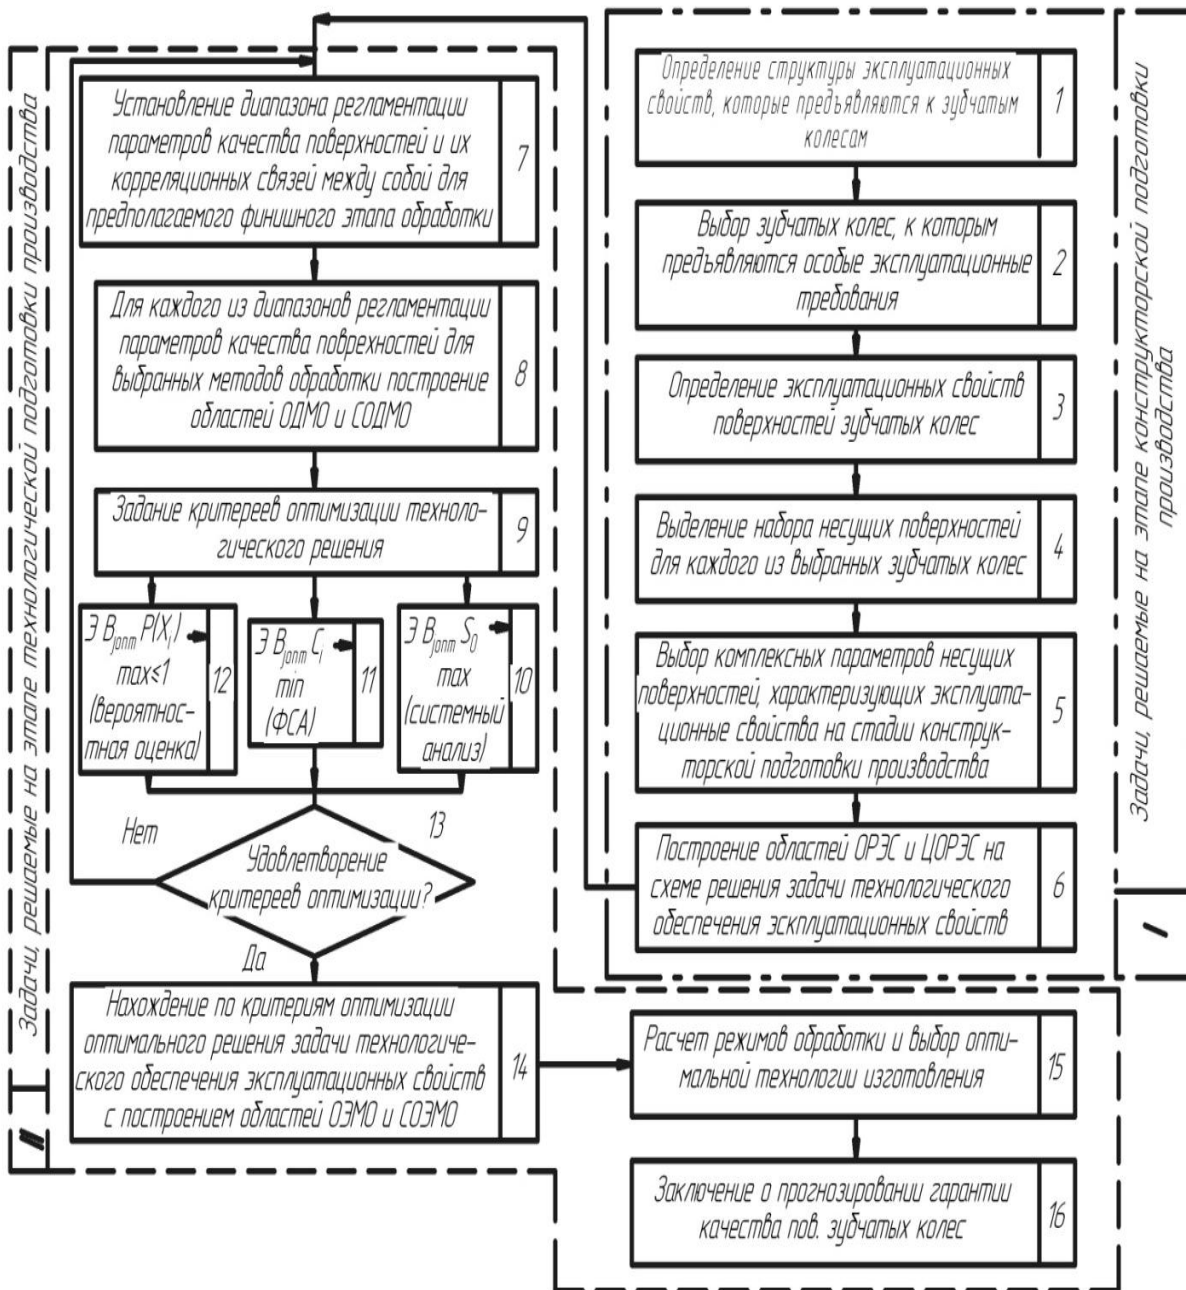 Задачи, решаемые на этапе конструкторской подготовки
производства
I
Определение структуры эксплуатационных
свойств, которые предъявляются к зубчатым
колесам
1
Выбор зубчатых колес, к которым
предъявляются особые эксплуатационные
требования
2
Определение эксплуатационных свойств
поверхностей зубчатых колес
3
Выделение набора несущих поверхностей
для каждого из выбранных зубчатых колес
4
Выбор комплексных параметров несущих
поверхностей, характеризующих эксплуата-
ционные свойства на стадии конструк-
торской подготовки производства
5
Построение областей ОРЭС и ЦОРЭС на
схеме решения задачи технологического
обеспечения эскплуатационных свойств
6
Задачи, решаемые на этапе технологической подготовки производства
II
Установление диапазона регламентации
параметров качества поверхностей и их
корреляционных связей между собой для
предполагаемого финишного этапа обработки
7
Для каждого из диапазонов регламентации
параметров качества поврехностей для
выбранных методов обработки построение
областей ОДМО и СОДМО
8
Задание критереев оптимизации техноло-
гического решения
9
Э Bjопт P(Xi) →
max≤1
(вероятнос-
тная оценка)
12
Э Bjопт Ci →
min
(ФСА)
11
Э Bjопт S0 →
max
(системный
анализ)
10
Нет
13
Удовлетворение
критереев оптимизации?
Да
Нахождение по критериям оптимизации
оптимального решения задачи технологиче-
ского обеспечения эксплуатационных свойств
с построением областей ОЭМО и СОЭМО
14
Расчет режимов обработки и выбор опти-
мальной технологии изготовления
15
Заключение о прогнозировании гарантии
качества пов. зубчатых колес
16